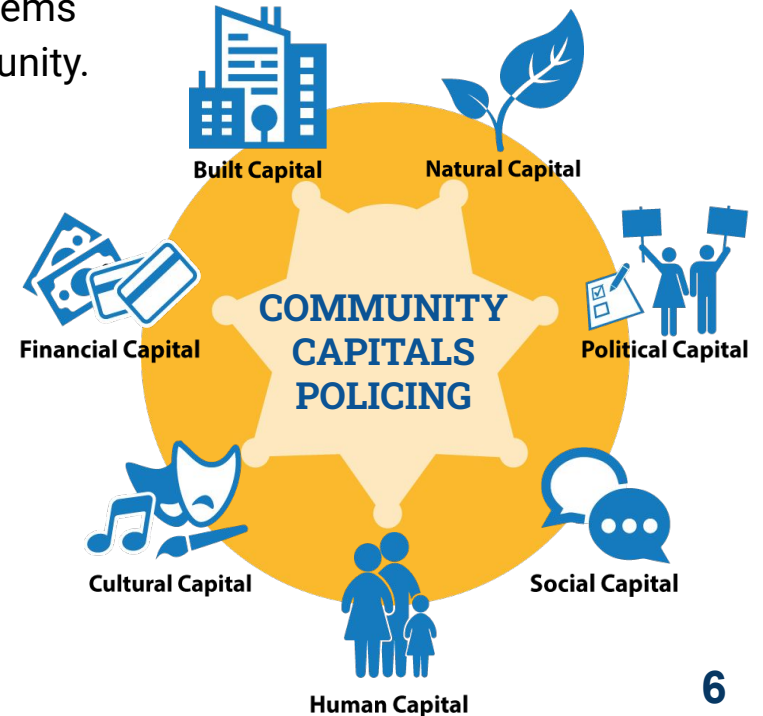 unity.
Built Capital
Natural Capital
Financial Capital
COMMUNITY
CAPITALS
POLICING
Political Capital
Cultural Capital
Social Capital
Human Capital
6